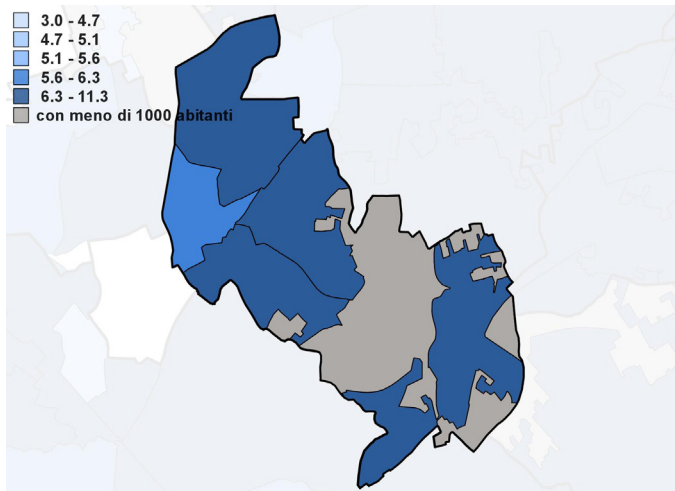 3.0 - 4.7
4.7 - 5.1
5.1 - 5.6
5.6 - 6.3
6.3 - 11.3
con meno di 1000 abitanti